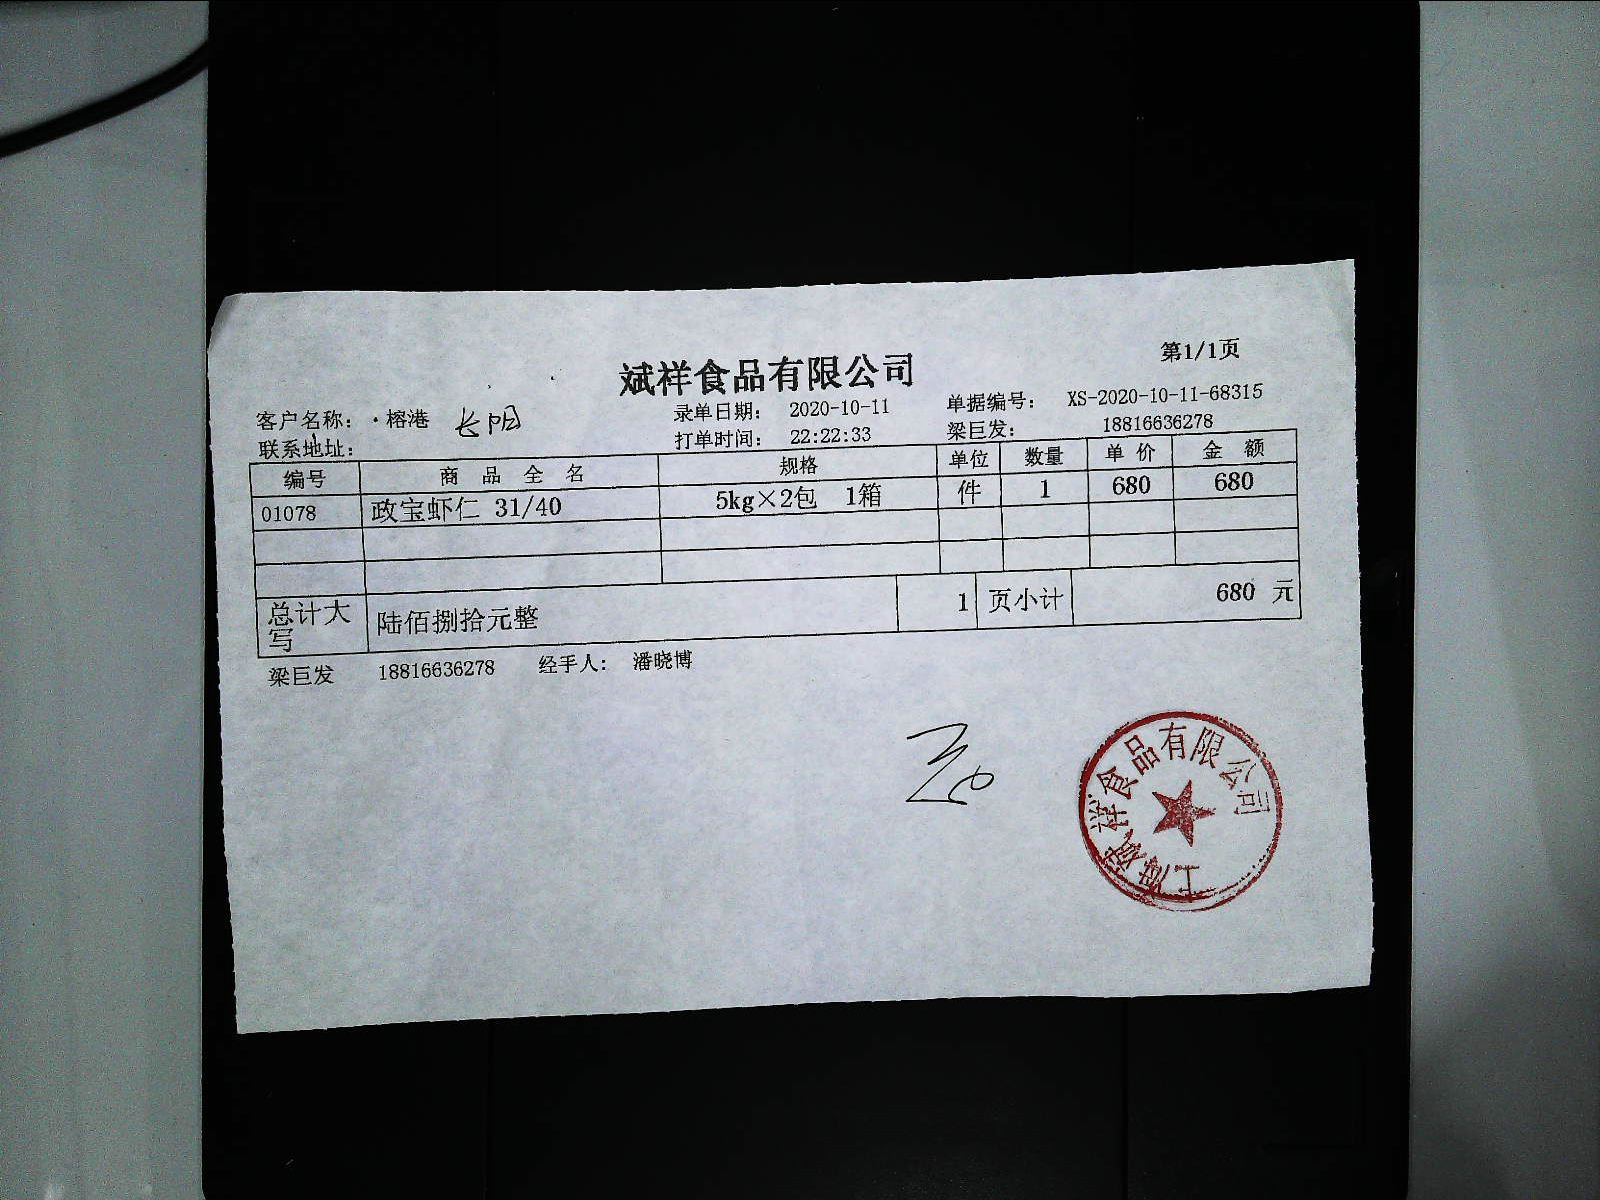 第1/1页
斌祥食品有限公司
客户名称: ·榕港 长阳 录单日期: 2020-10-11 单据编号: XS-2020-10-11-68315
联系地址: 打单时间: 22:22:33 梁巨发: 18816636278
编号 商 品 全 名 规格 单位 数量 单 价 金 额
01078 政宝虾仁 31/40 5kg×2包 1箱 件 1 680 680
总计大写 陆佰捌拾元整 1 页小计 680 元
梁巨发 18816636278 经手人: 潘晓博
上海斌祥食品有限公司